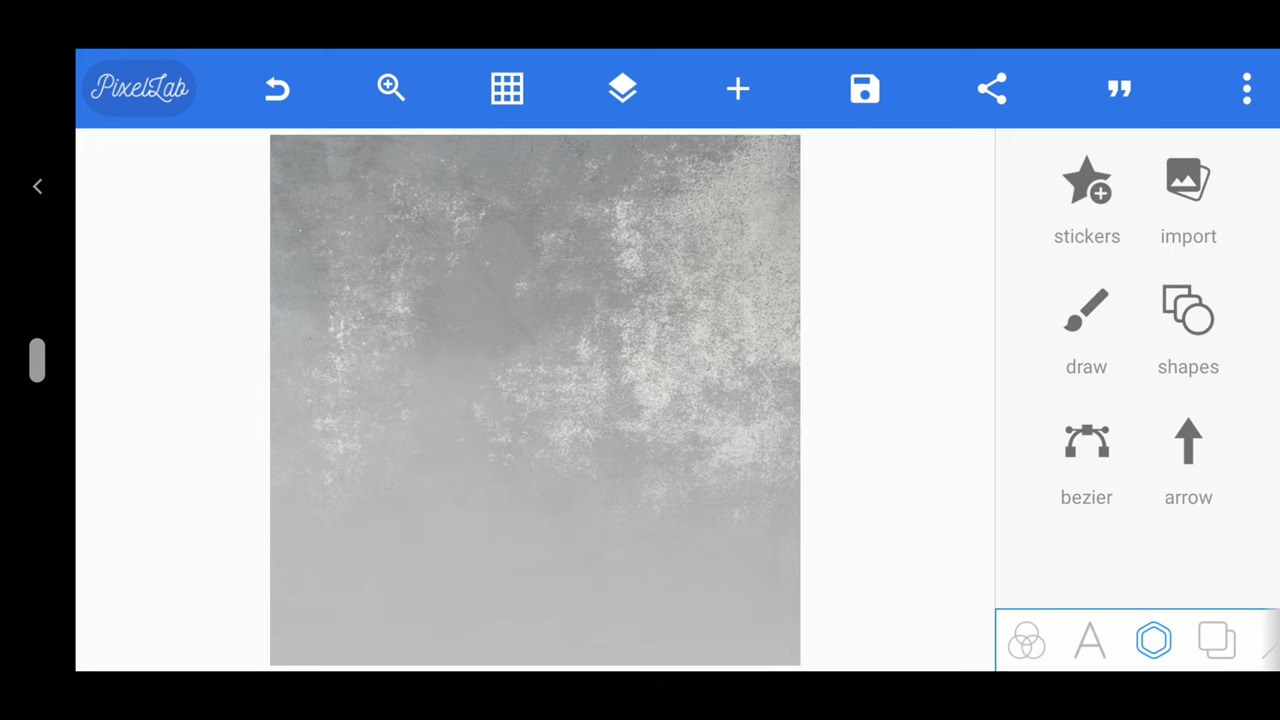 PixelLab
stickers
import
draw
shapes
bezier
arrow